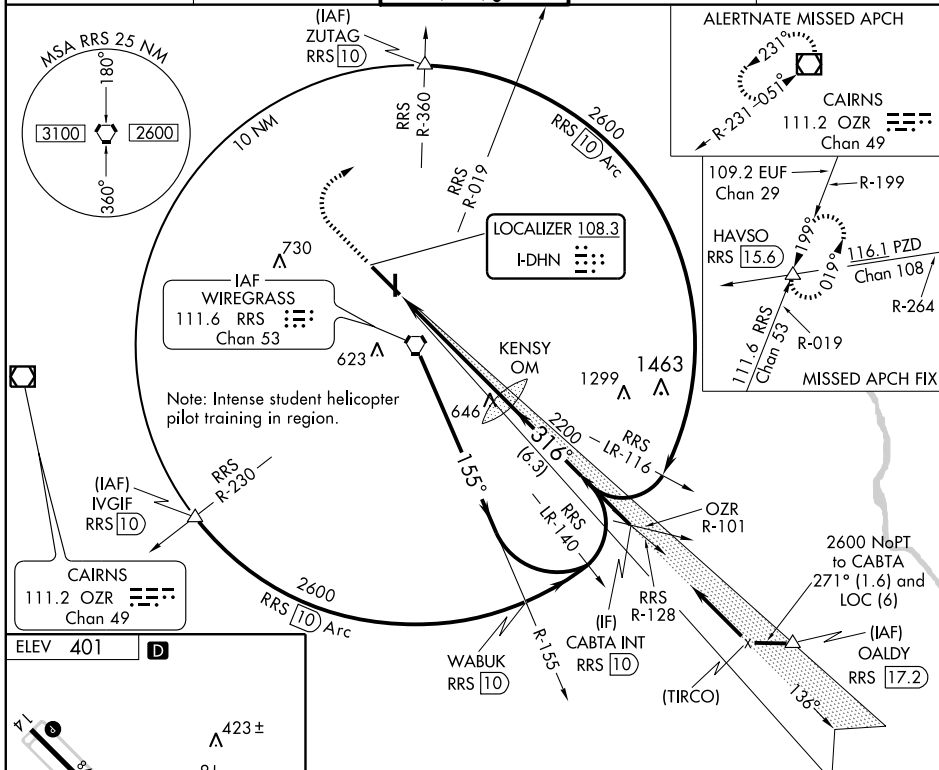 (IAF)
ZUTAG
RRS 10
MSA RRS 25 NM
180°
3100
2600
360°
10 NM
RRS
R-360
RRS
R-019
2600
RRS 10 Arc
ALERTNATE MISSED APCH
231°
051°
R-231
CAIRNS
111.2 OZR
Chan 49
109.2 EUF
Chan 29
R-199
HAVSO
RRS 15.6
199°
019°
116.1 PZD
Chan 108
R-264
111.6 RRS
Chan 53
R-019
MISSED APCH FIX
LOCALIZER 108.3
I-DHN
730
IAF
WIREGRASS
111.6 RRS
Chan 53
623
KENSY
OM
646
1299
1463
Note: Intense student helicopter
pilot training in region.
2200
316°
(6.3)
RRS
LR-116
155°
RRS
LR-140
OZR
R-101
(IAF)
IVGIF
RRS 10
RRS
R-230
2600 NoPT
to CABTA
271° (1.6) and
LOC (6)
CAIRNS
111.2 OZR
Chan 49
2600
RRS 10 Arc
RRS
R-128
(IF)
CABTA INT
RRS 10
WABUK
RRS 10
R-155
(IAF)
OALDY
RRS 17.2
(TIRCO)
136°
ELEV 401
D
14
P
423±